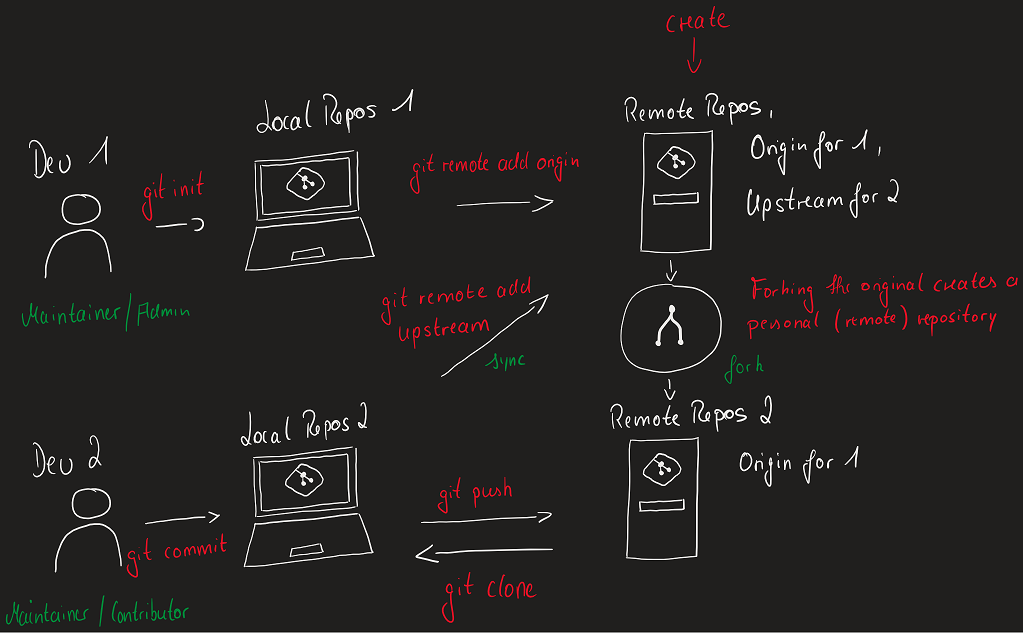 create
Local Repos 1
Remote Repos 1
Dev 1
git init
git remote add origin
Origin for 1,
Upstream for 2
Maintainer/Admin
git remote add
upstream
sync
Forking the original creates a
personal (remote) repository
fork
Local Repos 2
Remote Repos 2
Dev 2
Origin for 1
git push
git commit
git clone
Maintainer / Contributor